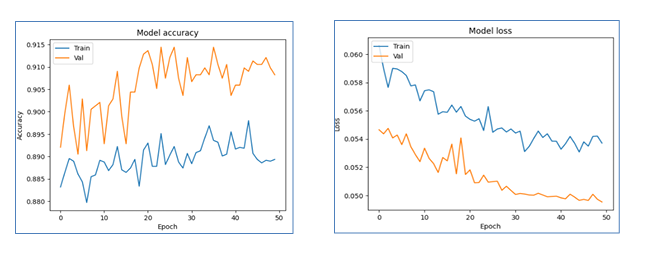 Model accuracy
Train
Val
0.915
0.910
0.905
0.900
0.895
0.890
0.885
0.880
Accuracy
0 10 20 30 40 50
Epoch
Model loss
Train
Val
0.060
0.058
0.056
0.054
0.052
0.050
Loss
0 10 20 30 40 50
Epoch